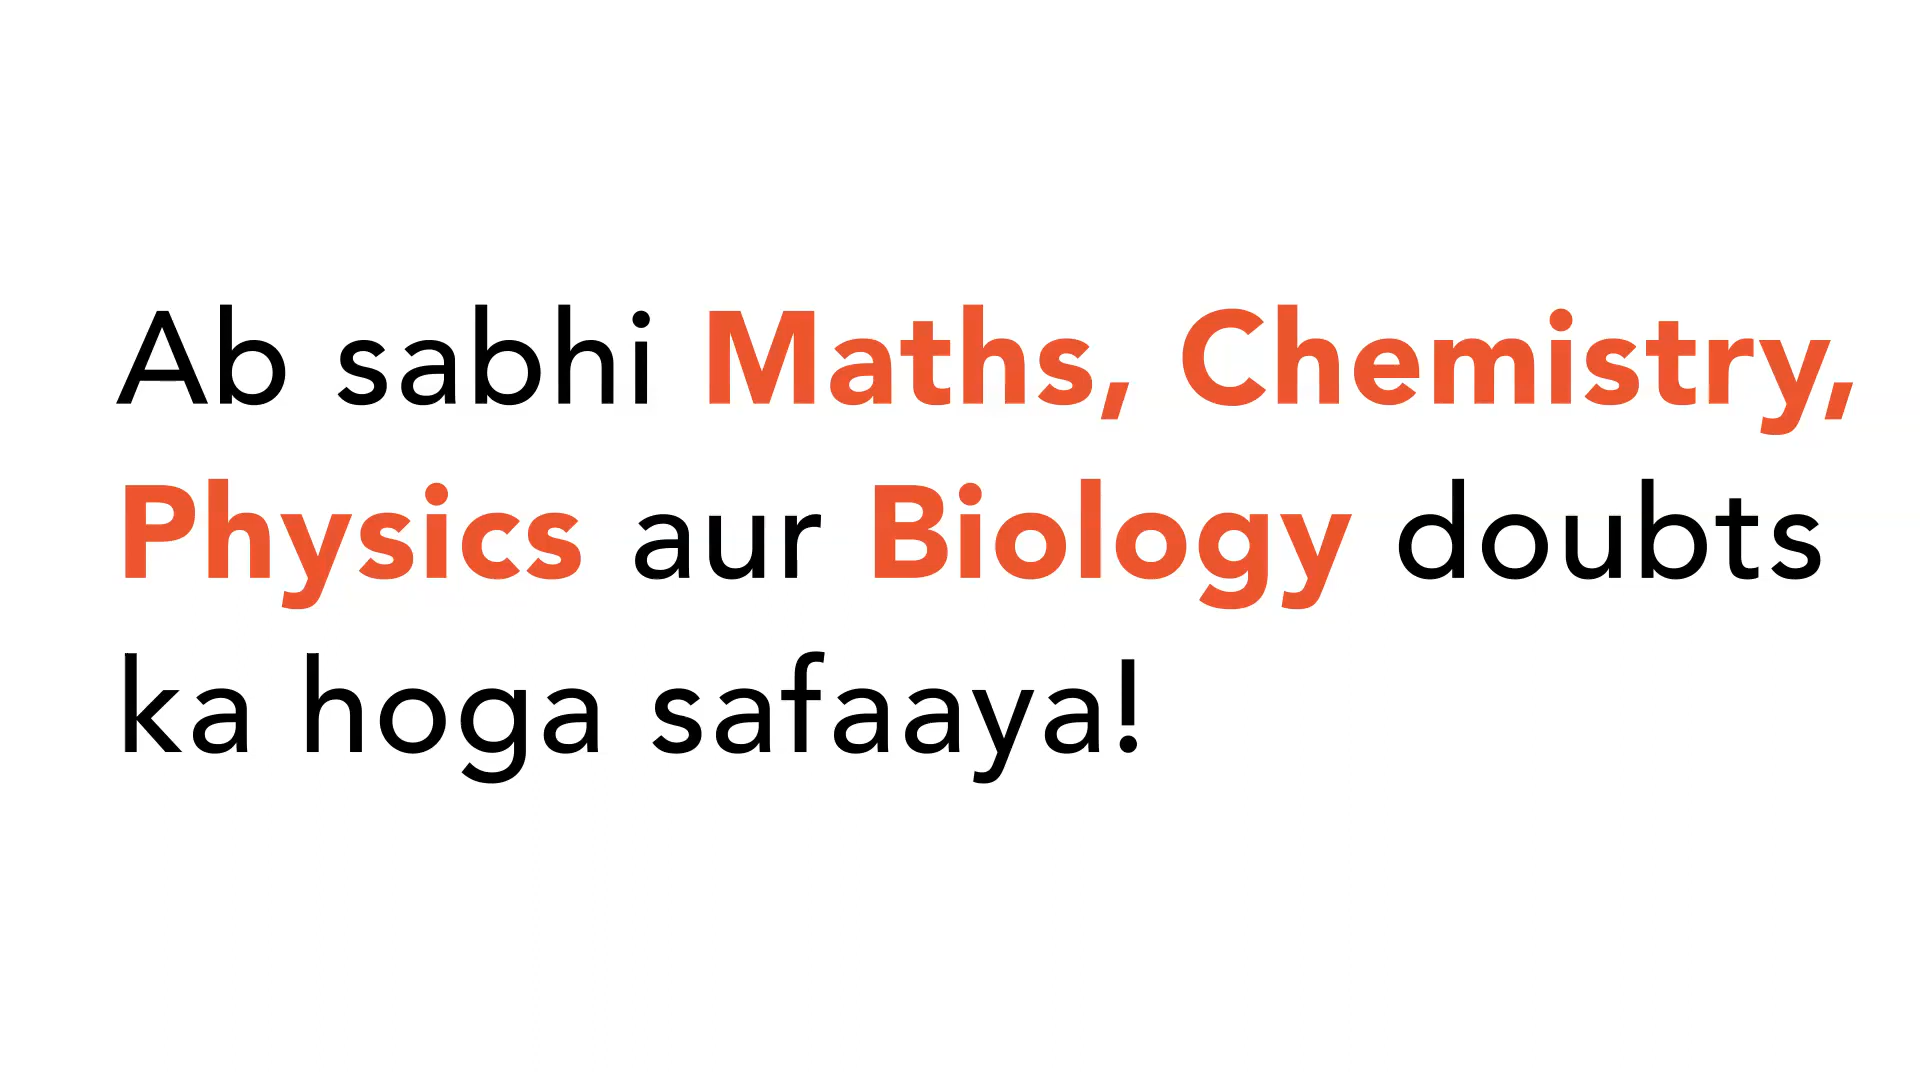 Ab sabhi Maths, Chemistry,
Physics aur Biology doubts
ka hoga safaaya!